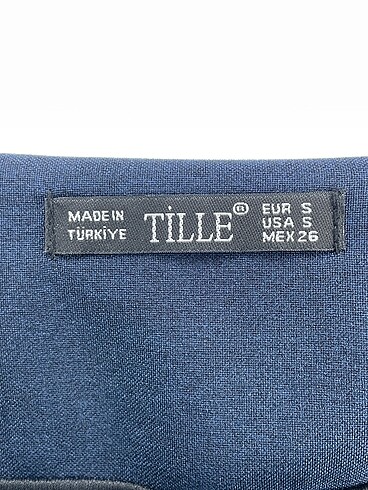 MADE IN
TÜRKİYE
TİLLE®
EUR S
USA S
MEX 26